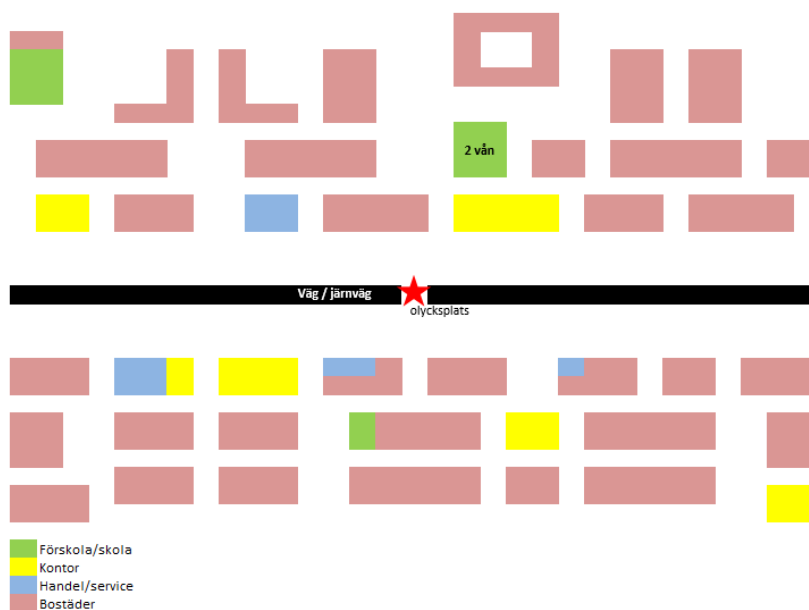 2 vån
Väg / järnväg
olycksplats
Förskola/skola
Kontor
Handel/service
Bostäder